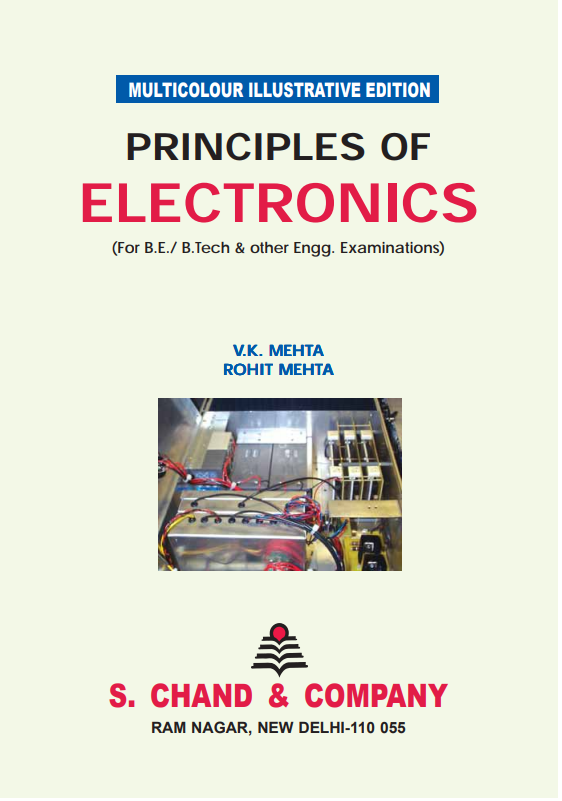 MULTICOLOUR ILLUSTRATIVE EDITION
PRINCIPLES OF
ELECTRONICS
(For B.E./ B.Tech & other Engg. Examinations)
V.K. MEHTA
ROHIT MEHTA
S. CHAND & COMPANY
RAM NAGAR, NEW DELHI-110 055